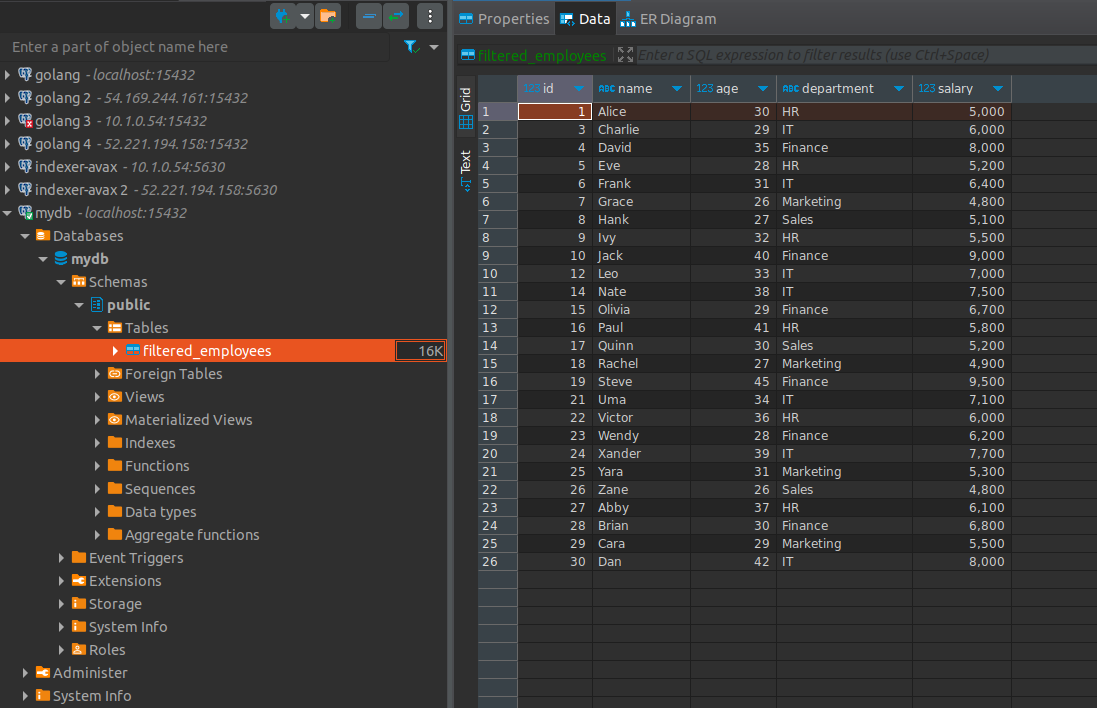 Enter a part of object name here
golang - localhost:15432
golang 2 - 54.169.244.161:15432
golang 3 - 10.1.0.54:15432
golang 4 - 52.221.194.158:15432
indexer-avax - 10.1.0.54:5630
indexer-avax 2 - 52.221.194.158:5630
mydb - localhost:15432
Databases
mydb
Schemas
public
Tables
filtered_employees 16K
Foreign Tables
Views
Materialized Views
Indexes
Functions
Sequences
Data types
Aggregate functions
Event Triggers
Extensions
Storage
System Info
Roles
Administer
System Info
Properties Data ER Diagram
filtered_employees Enter a SQL expression to filter results (use Ctrl+Space)
Grid
Text
123 id ABC name 123 age ABC department 123 salary
1 1 Alice 30 HR 5,000
2 3 Charlie 29 IT 6,000
3 4 David 35 Finance 8,000
4 5 Eve 28 HR 5,200
5 6 Frank 31 IT 6,400
6 7 Grace 26 Marketing 4,800
7 8 Hank 27 Sales 5,100
8 9 Ivy 32 HR 5,500
9 10 Jack 40 Finance 9,000
10 12 Leo 33 IT 7,000
11 14 Nate 38 IT 7,500
12 15 Olivia 29 Finance 6,700
13 16 Paul 41 HR 5,800
14 17 Quinn 30 Sales 5,200
15 18 Rachel 27 Marketing 4,900
16 19 Steve 45 Finance 9,500
17 21 Uma 34 IT 7,100
18 22 Victor 36 HR 6,000
19 23 Wendy 28 Finance 6,200
20 24 Xander 39 IT 7,700
21 25 Yara 31 Marketing 5,300
22 26 Zane 26 Sales 4,800
23 27 Abby 37 HR 6,100
24 28 Brian 30 Finance 6,800
25 29 Cara 29 Marketing 5,500
26 30 Dan 42 IT 8,000